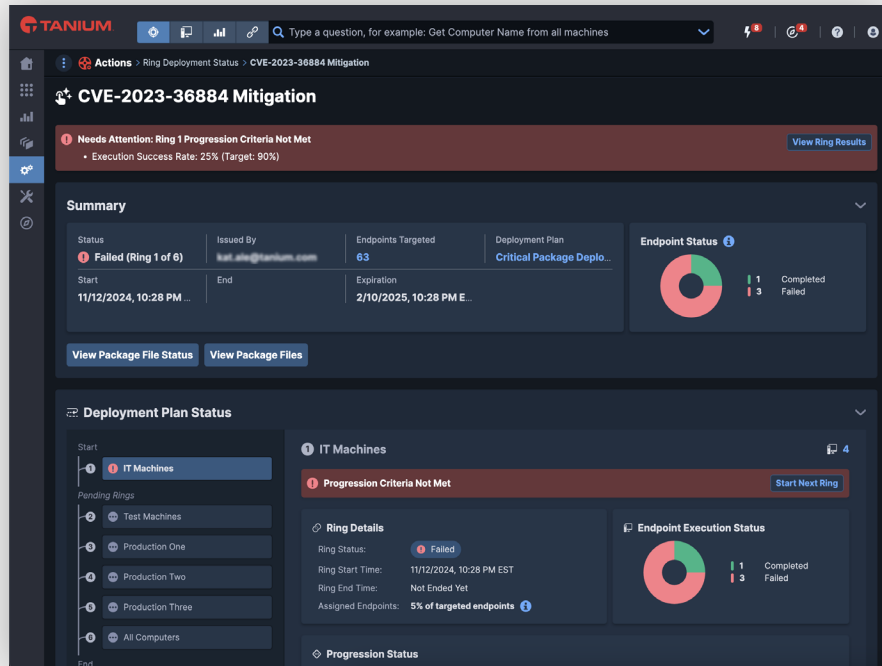 TANIUM
Type a question, for example: Get Computer Name from all machines
8
4
Actions > Ring Deployment Status > CVE-2023-36884 Mitigation
CVE-2023-36884 Mitigation
Needs Attention: Ring 1 Progression Criteria Not Met
• Execution Success Rate: 25% (Target: 90%)
View Ring Results
Summary
Status
Failed (Ring 1 of 6)
Issued By
Endpoints Targeted
63
Deployment Plan
Critical Package Deplo...
Start
11/12/2024, 10:28 PM ...
End
Expiration
2/10/2025, 10:28 PM E...
Endpoint Status
1 Completed
3 Failed
View Package File Status
View Package Files
Deployment Plan Status
Start
1 IT Machines
Pending Rings
2 Test Machines
3 Production One
4 Production Two
5 Production Three
6 All Computers
End
1 IT Machines
4
Progression Criteria Not Met
Start Next Ring
Ring Details
Ring Status: Failed
Ring Start Time: 11/12/2024, 10:28 PM EST
Ring End Time: Not Ended Yet
Assigned Endpoints: 5% of targeted endpoints
Endpoint Execution Status
1 Completed
3 Failed
Progression Status